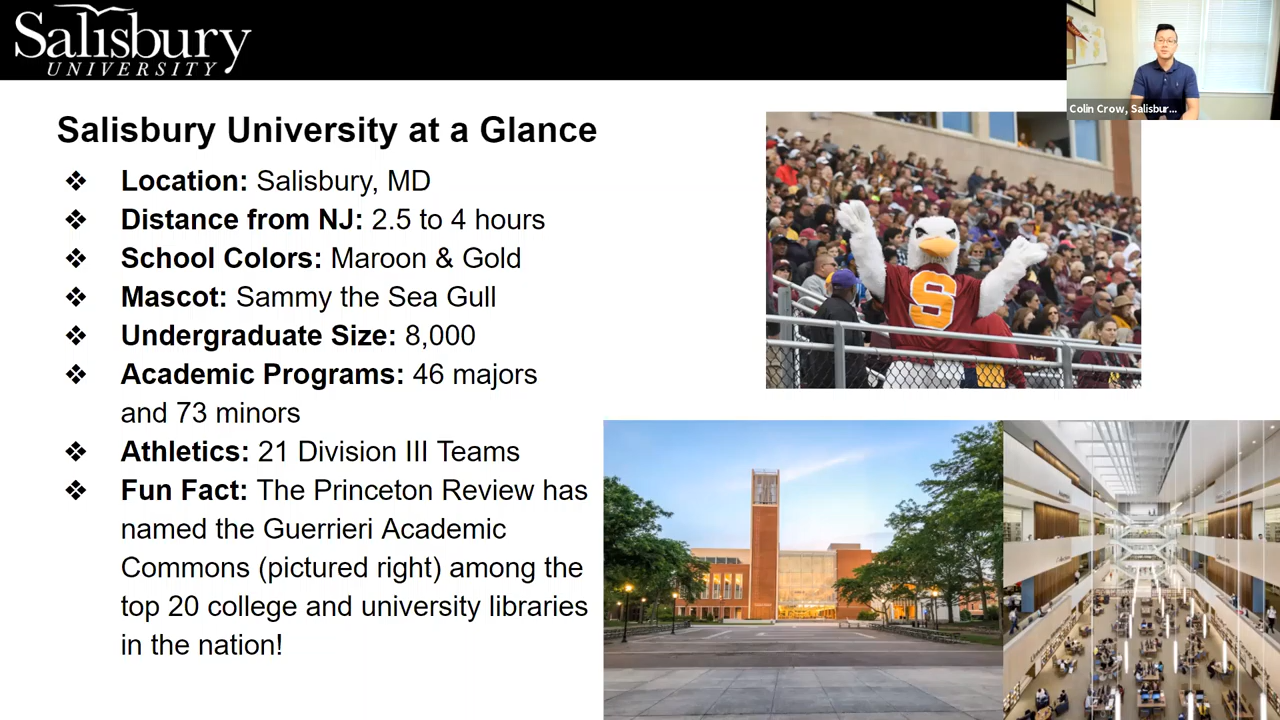 Salisbury
UNIVERSITY
Colin Crow, Salisbur...
Salisbury University at a Glance
❖ Location: Salisbury, MD
❖ Distance from NJ: 2.5 to 4 hours
❖ School Colors: Maroon & Gold
❖ Mascot: Sammy the Sea Gull
❖ Undergraduate Size: 8,000
❖ Academic Programs: 46 majors
and 73 minors
❖ Athletics: 21 Division III Teams
❖ Fun Fact: The Princeton Review has
named the Guerrieri Academic
Commons (pictured right) among the
top 20 college and university libraries
in the nation!
S